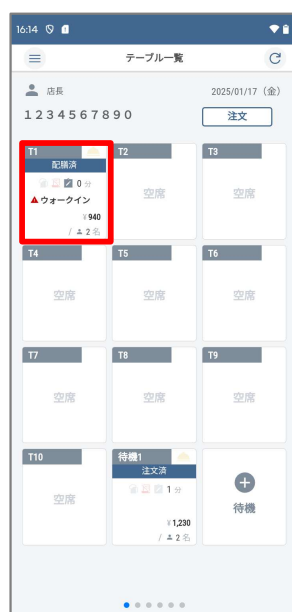 16:14
テーブル一覧
店長
2025/01/17（金）
1234567890
注文
T1
T2
T3
配膳済
0 分
ウォークイン
¥ 940
/ 2 名
空席
空席
T4
T5
T6
空席
空席
空席
T7
T8
T9
空席
空席
空席
T10
待機1
注文済
1 分
空席
待機
¥ 1,230
/ 2 名